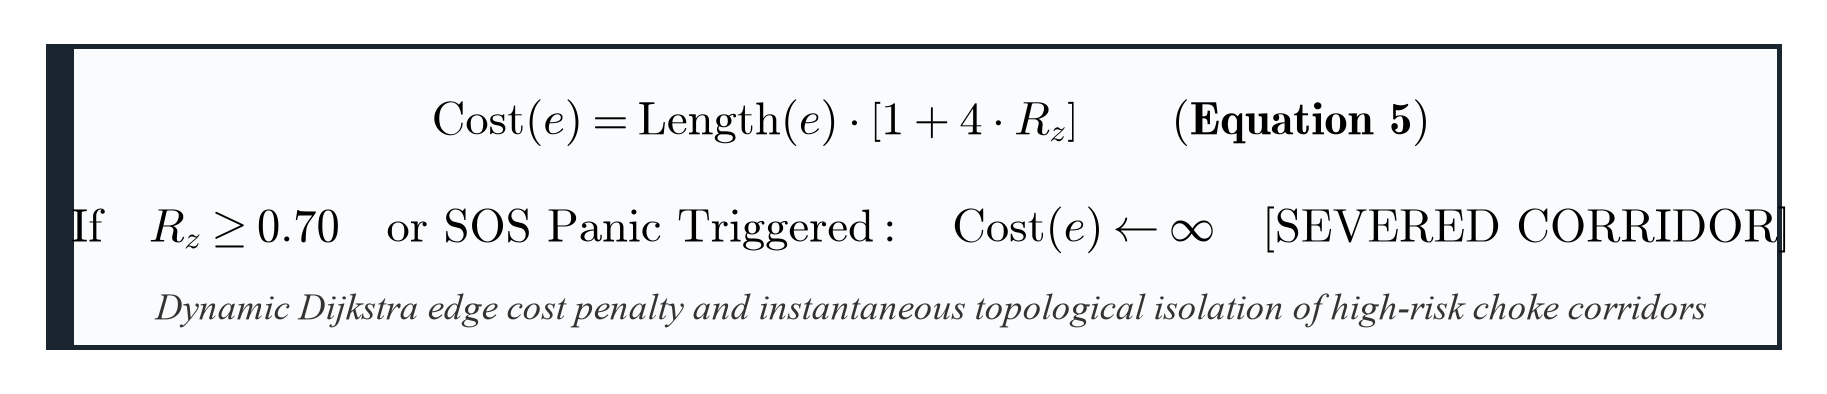 Cost(e) = Length(e) · [1 + 4 · R_z] (Equation 5)
If R_z ≥ 0.70 or SOS Panic Triggered : Cost(e) ← ∞ [SEVERED CORRIDOR]
Dynamic Dijkstra edge cost penalty and instantaneous topological isolation of high-risk choke corridors